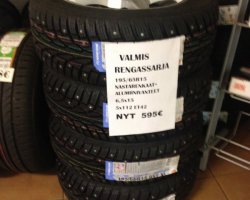 VALMIS
RENGASSARJA
195/65R15
NASTARENKAAT-
ALUMIINIVANTEET
6,5x15
5x112 ET42
NYT 595€